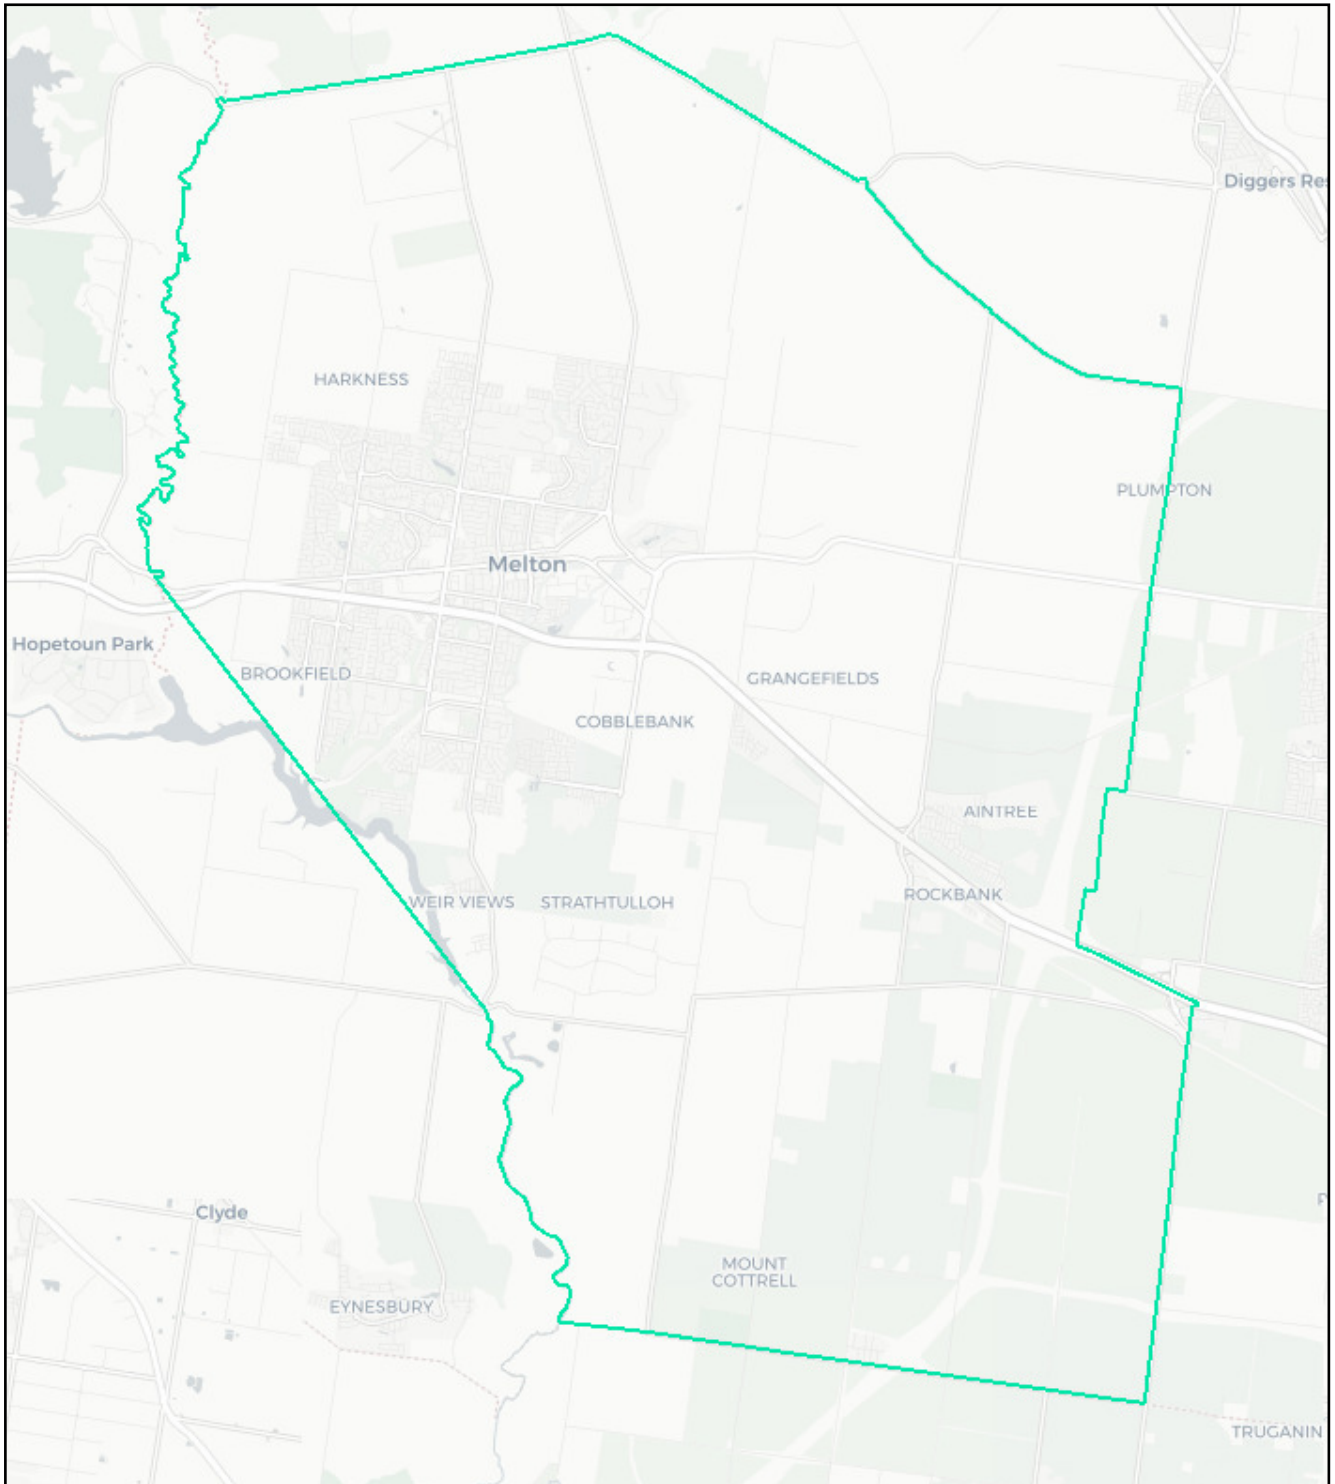 Diggers Res
HARKNESS
PLUMPTON
Melton
Hopetoun Park
BROOKFIELD
GRANGEFIELDS
COBBLEBANK
AINTREE
ROCKBANK
WEIR VIEWS
STRATHTULLOH
Clyde
MOUNT
COTTRELL
EYNESBURY
TRUGANIN